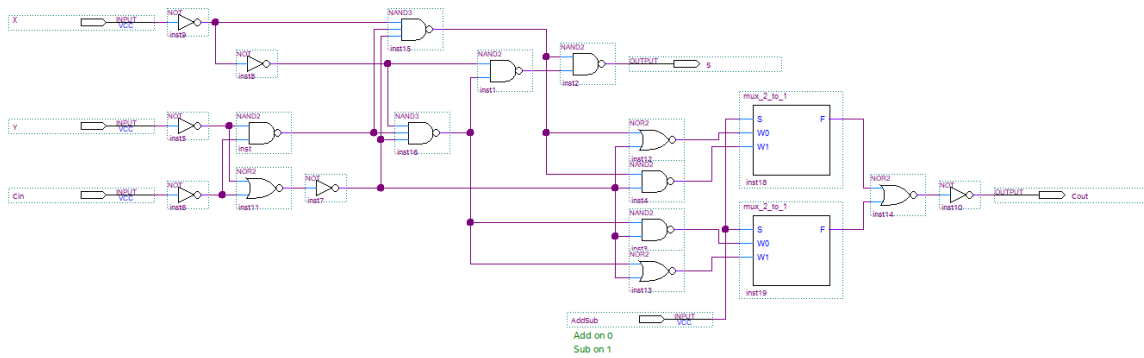 X
INPUT
VCC
NOT
inst9
NAND3
inst15
NOT
inst8
NAND2
inst1
NAND2
inst2
OUTPUT
S
Y
INPUT
VCC
NOT
inst5
NAND2
inst
NAND3
inst16
Cin
INPUT
VCC
NOT
inst6
NOR2
inst11
NOT
inst7
NOR2
inst12
NAND2
inst4
NAND2
inst3
NOR2
inst13
mux_2_to_1
S
W0
W1
F
inst18
mux_2_to_1
S
W0
W1
F
inst19
NOR2
inst14
NOT
inst10
OUTPUT
Cout
AddSub
INPUT
VCC
Add on 0
Sub on 1